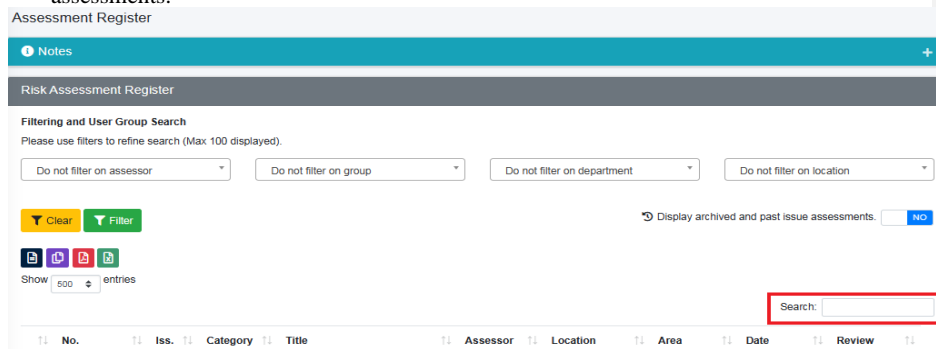 assessments.
Assessment Register
Notes
Risk Assessment Register
Filtering and User Group Search
Please use filters to refine search (Max 100 displayed).
Do not filter on assessor Do not filter on group Do not filter on department Do not filter on location
Clear Filter Display archived and past issue assessments. NO
Show 500 entries
Search:
No. Iss. Category Title Assessor Location Area Date Review